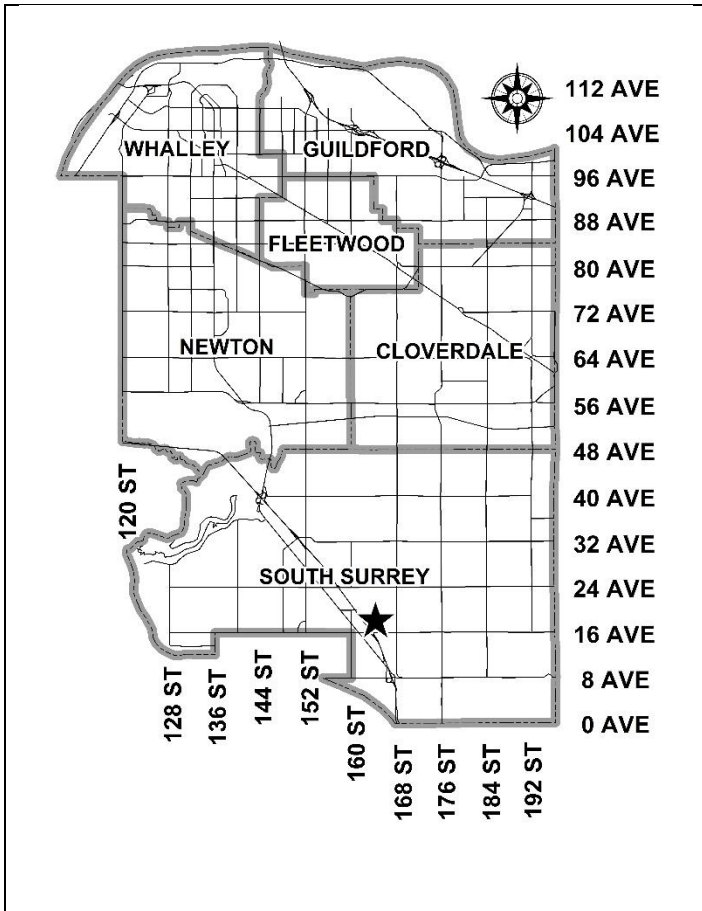 112 AVE
104 AVE
WHALLEY
GUILDFORD
96 AVE
88 AVE
FLEETWOOD
80 AVE
72 AVE
NEWTON
CLOVERDALE
64 AVE
56 AVE
48 AVE
120 ST
40 AVE
32 AVE
SOUTH SURREY
24 AVE
16 AVE
8 AVE
0 AVE
128 ST
136 ST
144 ST
152 ST
160 ST
168 ST
176 ST
184 ST
192 ST